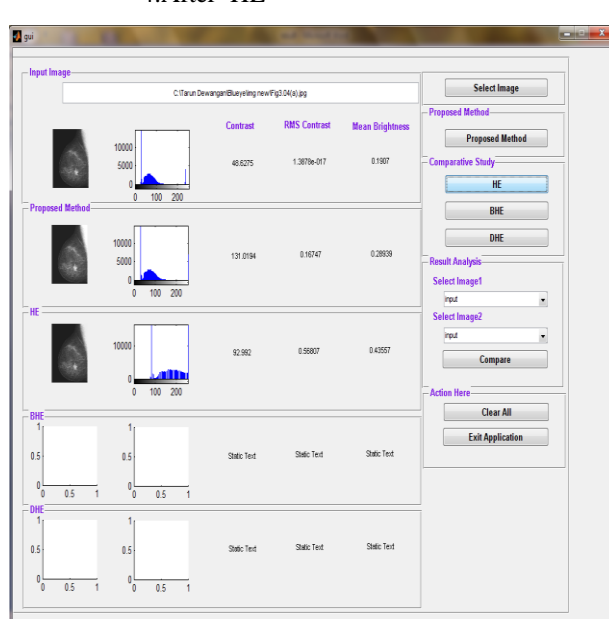 4.After HE
gui
Input Image
C:\Tarun Dewangan\Blueye\img new\Fig3.04(a).jpg
Contrast RMS Contrast Mean Brightness
10000
5000
0
0 100 200
48.6275 1.3878e-017 0.1907
Proposed Method
10000
5000
0
0 100 200
131.0194 0.16747 0.28939
HE
10000
0
0 100 200
92.982 0.56807 0.43557
BHE
1
0.5
0
0 0.5 1
1
0.5
0
0 0.5 1
Static Text Static Text Static Text
DHE
1
0.5
0
0 0.5 1
1
0.5
0
0 0.5 1
Static Text Static Text Static Text
Select Image
Proposed Method
Proposed Method
Comparative Study
HE
BHE
DHE
Result Analysis
Select Image1
input
Select Image2
input
Compare
Action Here
Clear All
Exit Application